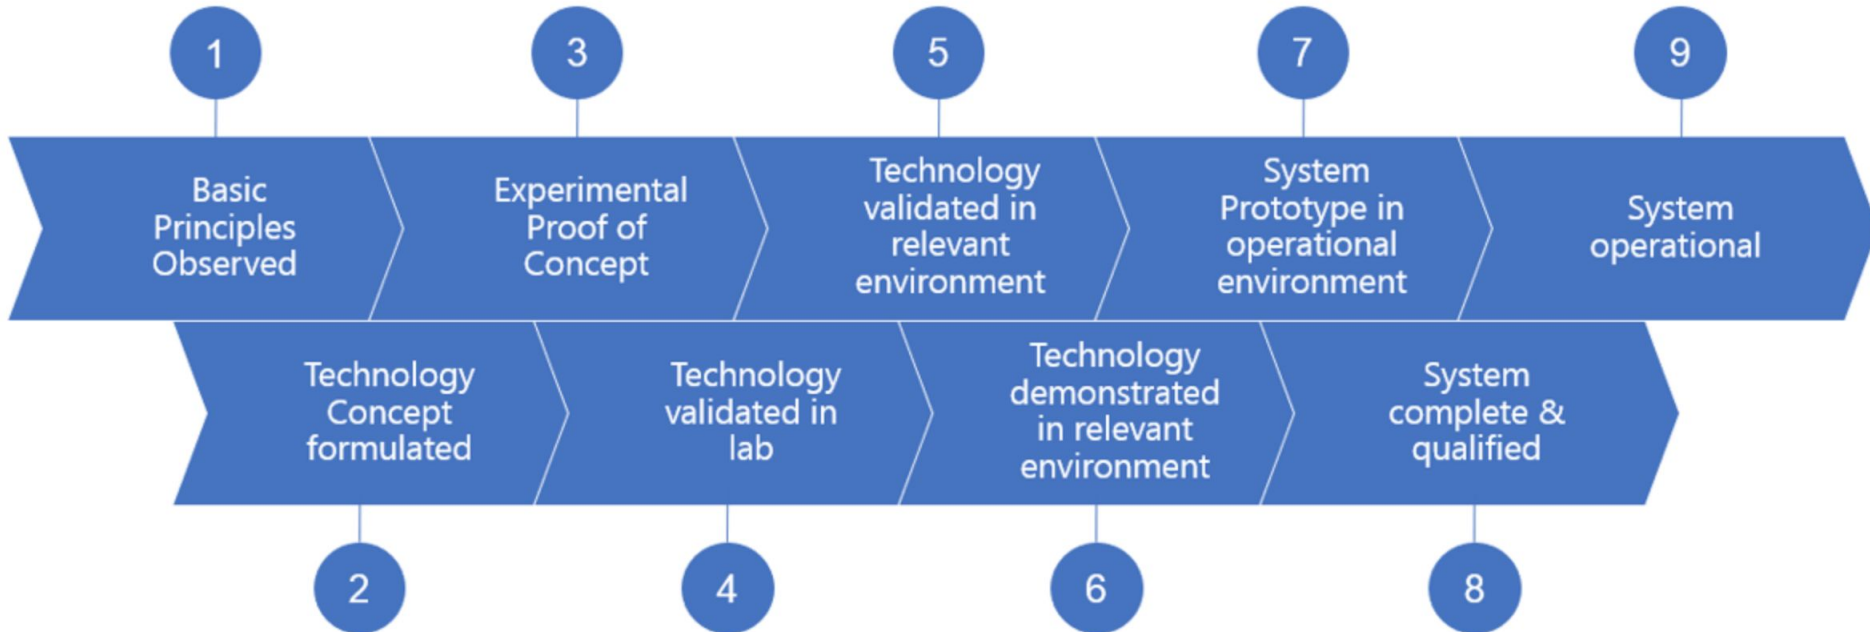 1
3
5
7
9
Basic
Principles
Observed
Experimental
Proof of
Concept
Technology
validated in
relevant
environment
System
Prototype in
operational
environment
System
operational
Technology
Concept
formulated
Technology
validated in
lab
Technology
demonstrated
in relevant
environment
System
complete &
qualified
2
4
6
8